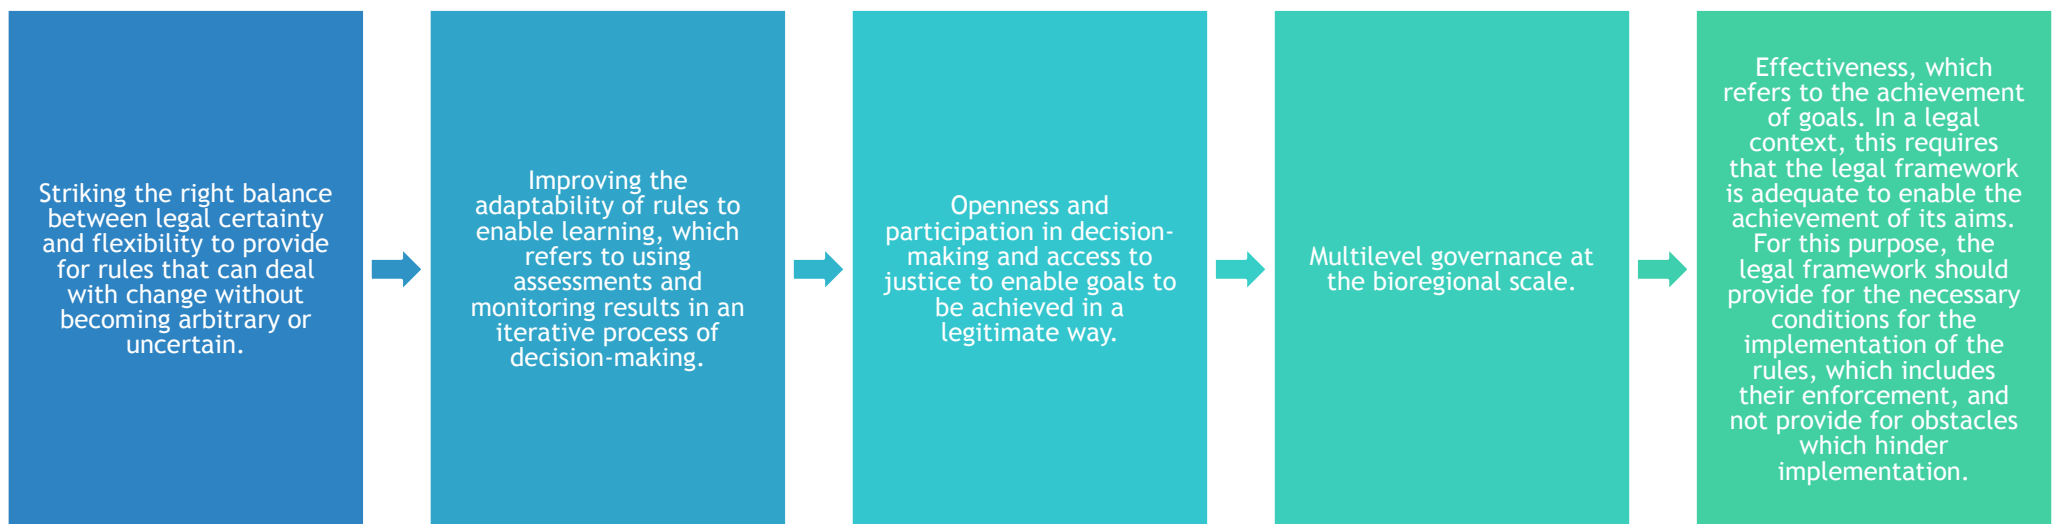 Striking the right balance
between legal certainty
and flexibility to provide
for rules that can deal
with change without
becoming arbitrary or
uncertain.
Improving the
adaptability of rules to
enable learning, which
refers to using
assessments and
monitoring results in an
iterative process of
decision-making.
Openness and
participation in decision-
making and access to
justice to enable goals to
be achieved in a
legitimate way.
Multilevel governance at
the bioregional scale.
Effectiveness, which
refers to the achievement
of goals. In a legal
context, this requires
that the legal framework
is adequate to enable the
achievement of its aims.
For this purpose, the
legal framework should
provide for the necessary
conditions for the
implementation of the
rules, which includes
their enforcement, and
not provide for obstacles
which hinder
implementation.